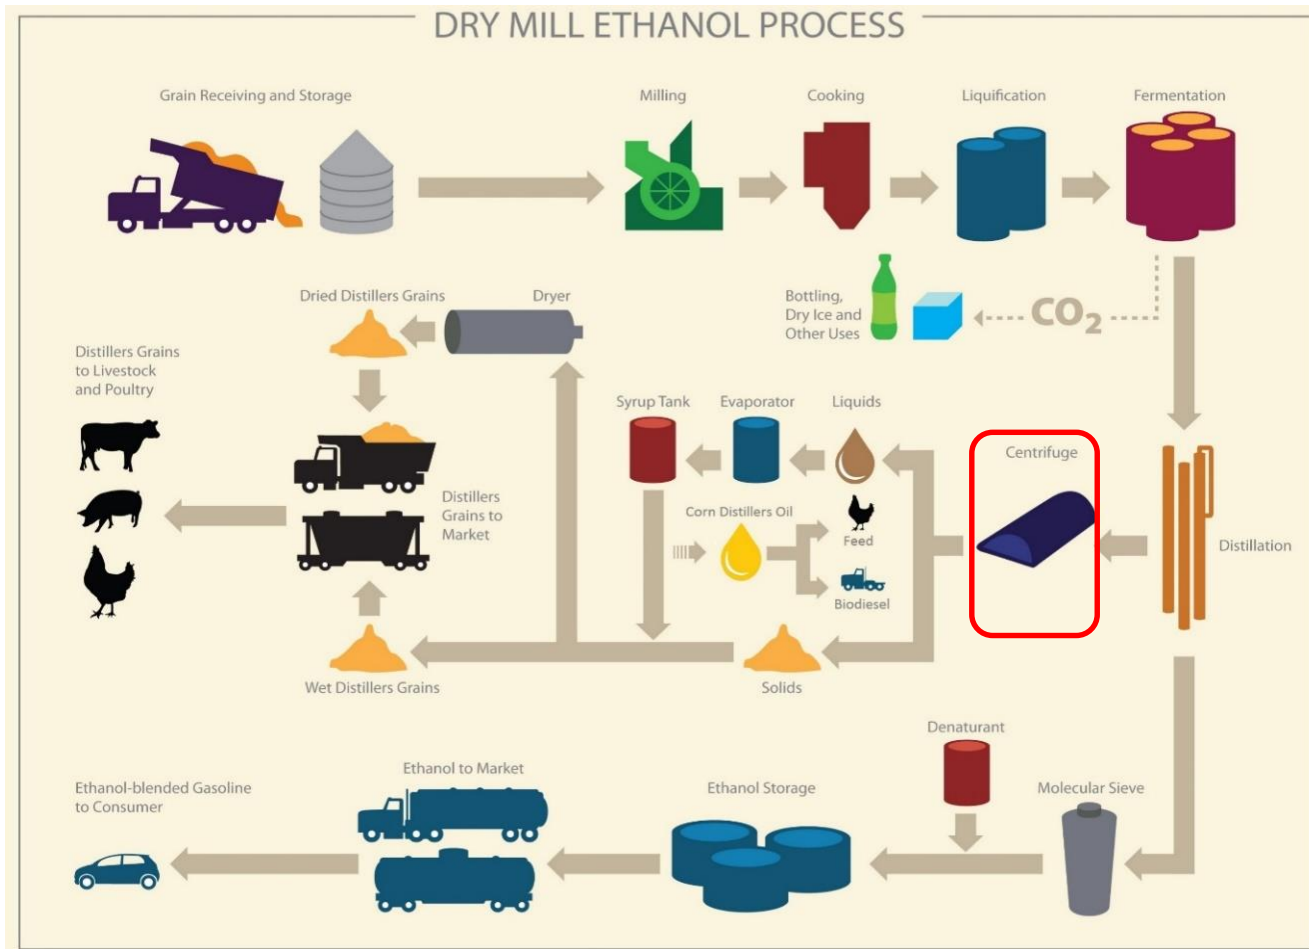 DRY MILL ETHANOL PROCESS
Grain Receiving and Storage
Milling
Cooking
Liquification
Fermentation
Dried Distillers Grains
Dryer
Bottling,
Dry Ice and
Other Uses
CO2
Distillers Grains
to Livestock
and Poultry
Syrup Tank
Evaporator
Liquids
Centrifuge
Distillers
Grains to
Market
Corn Distillers Oil
Feed
Biodiesel
Distillation
Wet Distillers Grains
Solids
Denaturant
Ethanol-blended Gasoline
to Consumer
Ethanol to Market
Ethanol Storage
Molecular Sieve